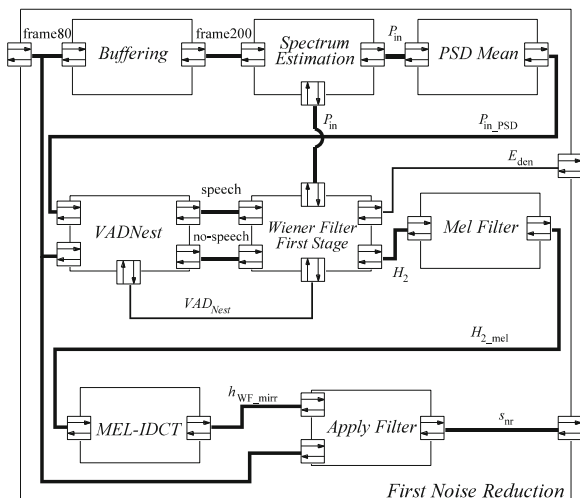 frame80
Buffering
frame200
Spectrum
Estimation
P_in
PSD Mean
P_in
P_in_PSD
E_den
speech
VADNest
no-speech
Wiener Filter
First Stage
Mel Filter
H_2
VAD_Nest
H_2_mel
h_WF_mirr
MEL-IDCT
Apply Filter
s_nr
First Noise Reduction